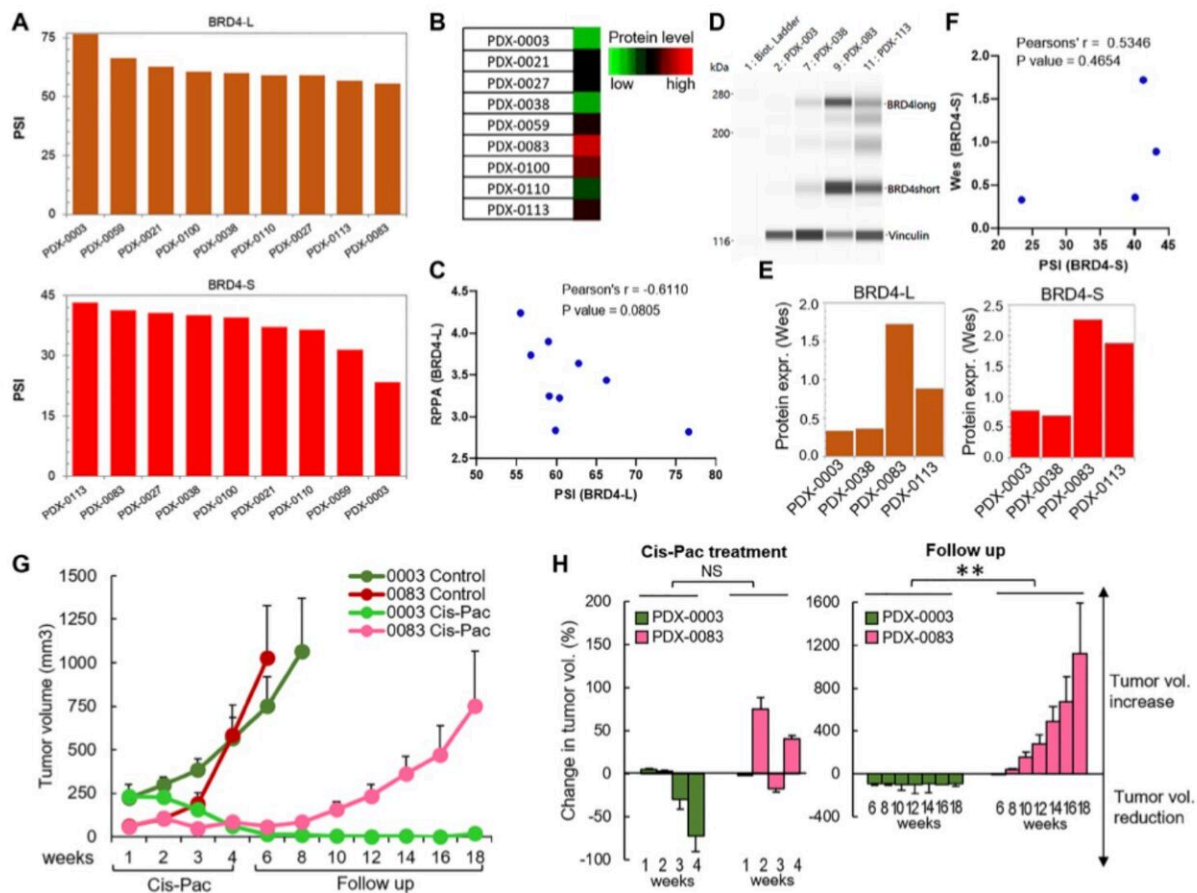 A
BRD4-L
PSI
75
50
25
0
PDX-0003
PDX-0059
PDX-0021
PDX-0100
PDX-0038
PDX-0110
PDX-0027
PDX-0113
PDX-0083
BRD4-S
PSI
45
30
15
0
PDX-0113
PDX-0083
PDX-0027
PDX-0038
PDX-0100
PDX-0021
PDX-0110
PDX-0059
PDX-0003
B
PDX-0003
PDX-0021
PDX-0027
PDX-0038
PDX-0059
PDX-0083
PDX-0100
PDX-0110
PDX-0113
Protein level
low high
C
Pearson's r = -0.6110
P value = 0.0805
RPPA (BRD4-L)
4.5
4.0
3.5
3.0
2.5
50 55 60 65 70 75 80
PSI (BRD4-L)
D
1 : Biot. Ladder
2 : PDX-003
7 : PDX-038
9 : PDX-083
11 : PDX-113
kDa
280
200
116
BRD4long
BRD4short
Vinculin
F
Pearsons' r = 0.5346
P value = 0.4654
Wes (BRD4-S)
2.0
1.5
1.0
0.5
0.0
20 25 30 35 40 45
PSI (BRD4-S)
E
BRD4-L
Protein expr. (Wes)
2.0
1.5
1.0
0.5
0
PDX-0003
PDX-0038
PDX-0083
PDX-0113
BRD4-S
Protein expr. (Wes)
2.5
2.0
1.5
1.0
0.5
0
PDX-0003
PDX-0038
PDX-0083
PDX-0113
G
0003 Control
0083 Control
0003 Cis-Pac
0083 Cis-Pac
Tumor volume (mm3)
1500
1250
1000
750
500
250
0
weeks 1 2 3 4 6 8 10 12 14 16 18
Cis-Pac Follow up
H
Cis-Pac treatment
NS
PDX-0003
PDX-0083
Change in tumor vol. (%)
200
150
100
50
0
-50
-100
1 2 3 4 1 2 3 4
weeks weeks
Follow up
**
PDX-0003
PDX-0083
1600
1200
800
400
0
-400
6 8 10 12 14 16 18 6 8 10 12 14 16 18
weeks weeks
Tumor vol.
increase
Tumor vol.
reduction